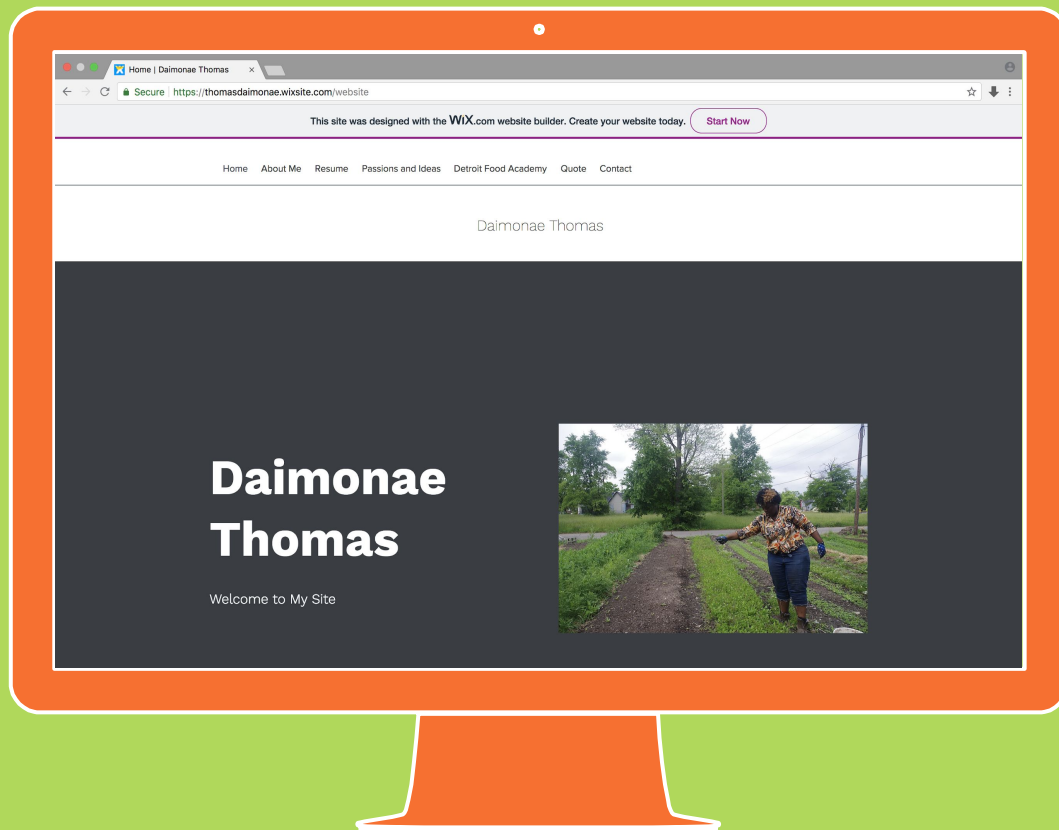 Home | Daimonae Thomas
Secure https://thomasdaimonae.wixsite.com/website
This site was designed with the WiX.com website builder. Create your website today. Start Now
Home About Me Resume Passions and Ideas Detroit Food Academy Quote Contact
Daimonae Thomas
Daimonae
Thomas
Welcome to My Site